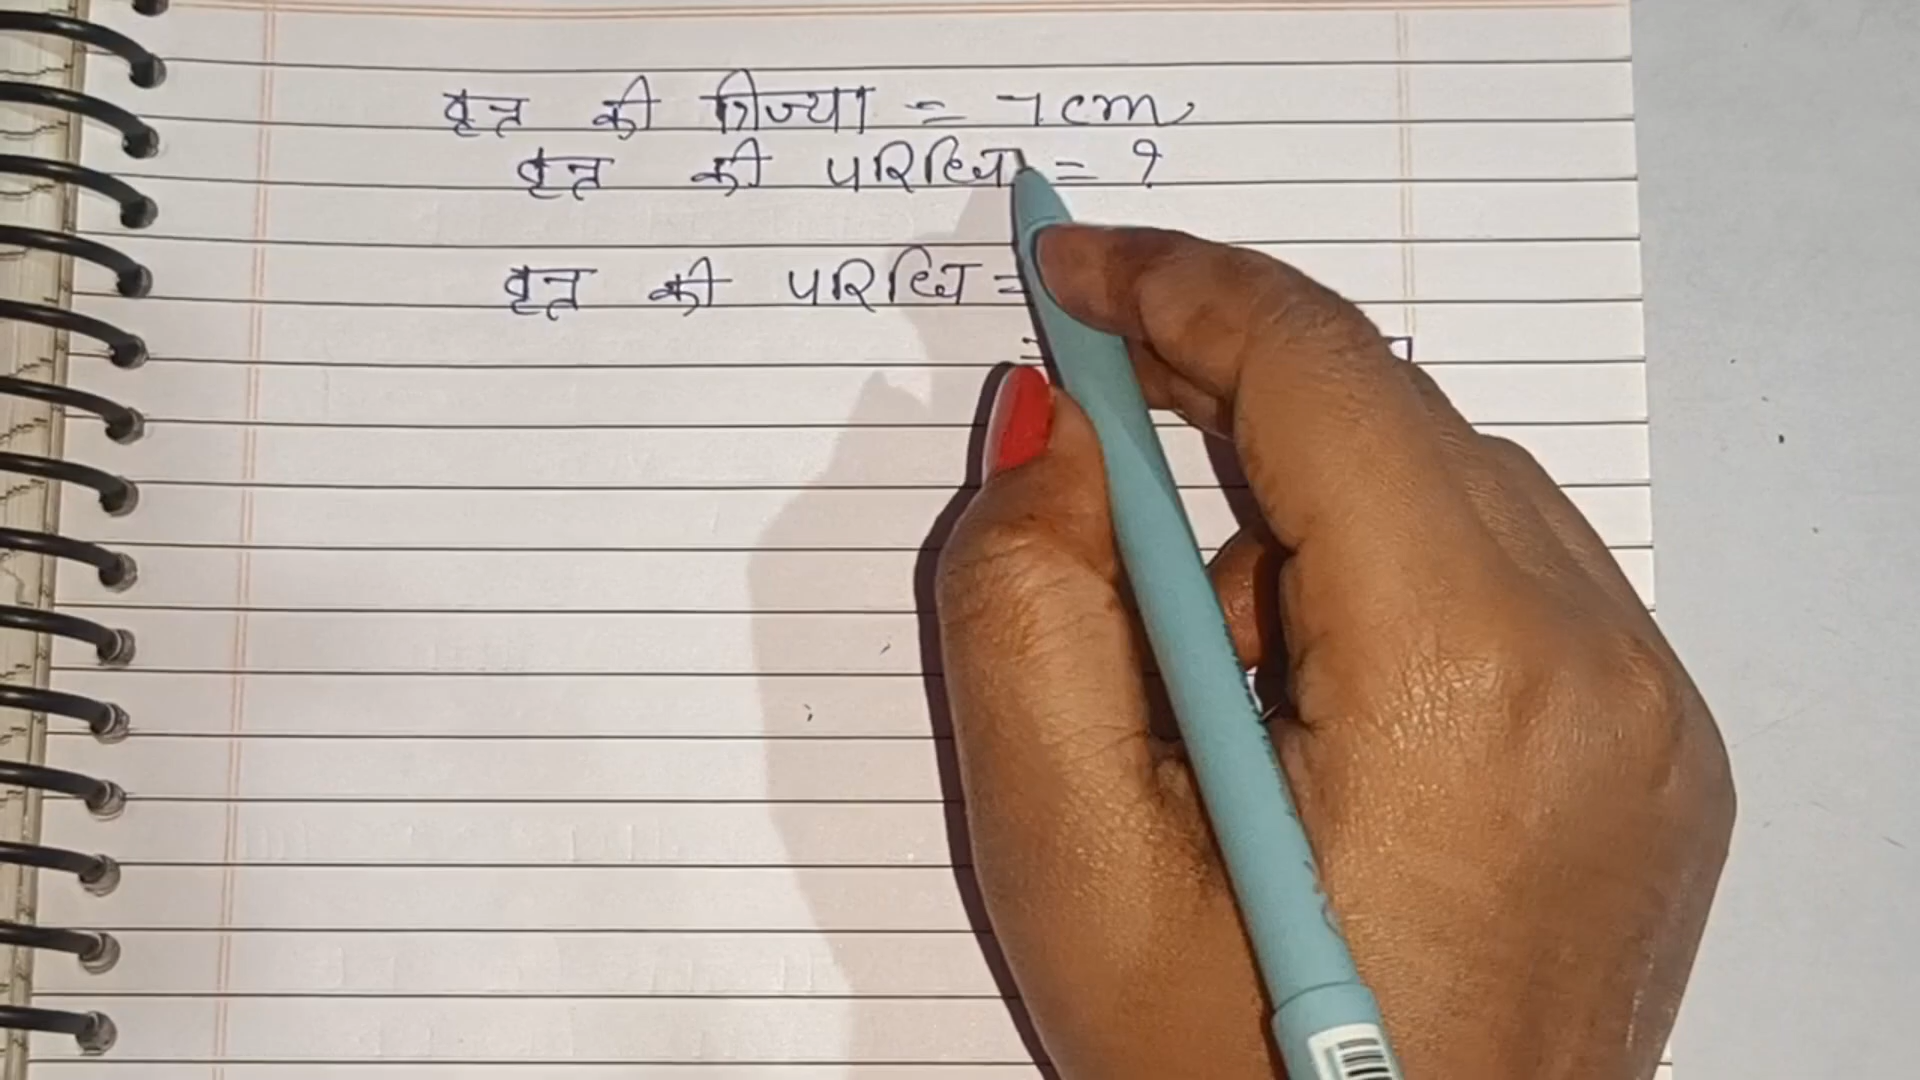 वृत्त की त्रिज्या = 7cm
वृत्त की परिधि = ?
वृत्त की परिधि =
=